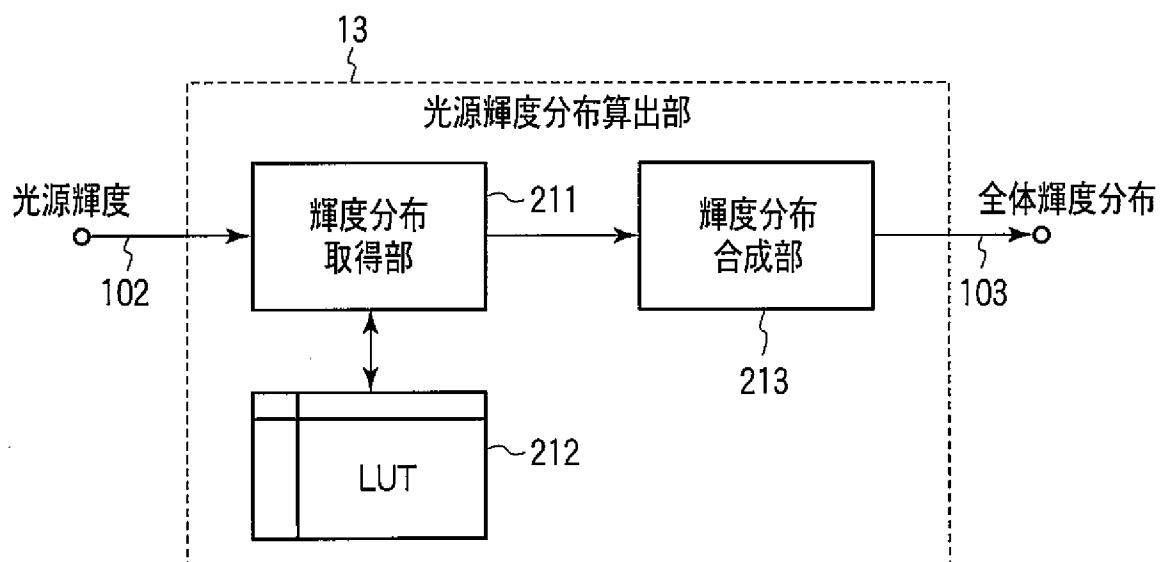 13
光源輝度分布算出部
光源輝度
102
輝度分布
取得部
211
輝度分布
合成部
213
全体輝度分布
103
LUT
212